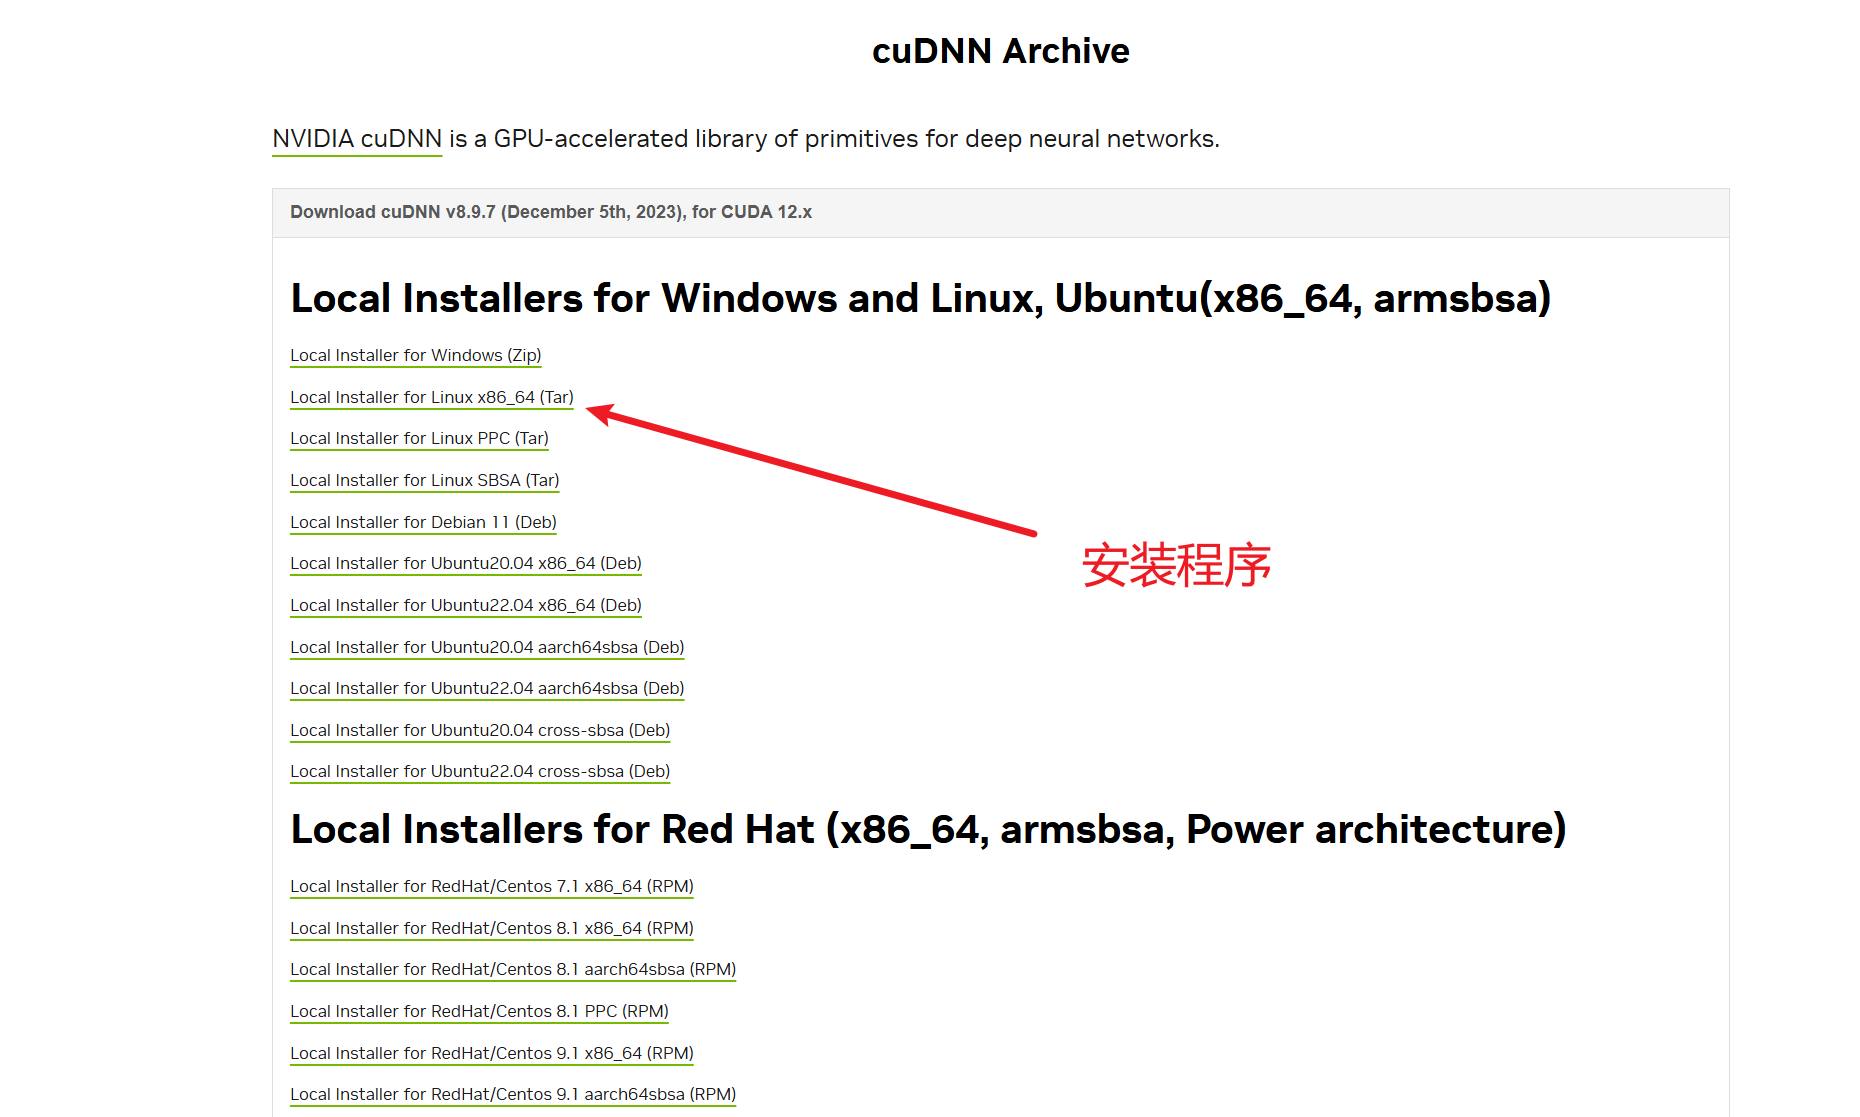 cuDNN Archive
NVIDIA cuDNN is a GPU-accelerated library of primitives for deep neural networks.
Download cuDNN v8.9.7 (December 5th, 2023), for CUDA 12.x
Local Installers for Windows and Linux, Ubuntu(x86_64, armsbsa)
Local Installer for Windows (Zip)
Local Installer for Linux x86_64 (Tar)
Local Installer for Linux PPC (Tar)
Local Installer for Linux SBSA (Tar)
Local Installer for Debian 11 (Deb)
安装程序
Local Installer for Ubuntu20.04 x86_64 (Deb)
Local Installer for Ubuntu22.04 x86_64 (Deb)
Local Installer for Ubuntu20.04 aarch64sbsa (Deb)
Local Installer for Ubuntu22.04 aarch64sbsa (Deb)
Local Installer for Ubuntu20.04 cross-sbsa (Deb)
Local Installer for Ubuntu22.04 cross-sbsa (Deb)
Local Installers for Red Hat (x86_64, armsbsa, Power architecture)
Local Installer for RedHat/Centos 7.1 x86_64 (RPM)
Local Installer for RedHat/Centos 8.1 x86_64 (RPM)
Local Installer for RedHat/Centos 8.1 aarch64sbsa (RPM)
Local Installer for RedHat/Centos 8.1 PPC (RPM)
Local Installer for RedHat/Centos 9.1 x86_64 (RPM)
Local Installer for RedHat/Centos 9.1 aarch64sbsa (RPM)